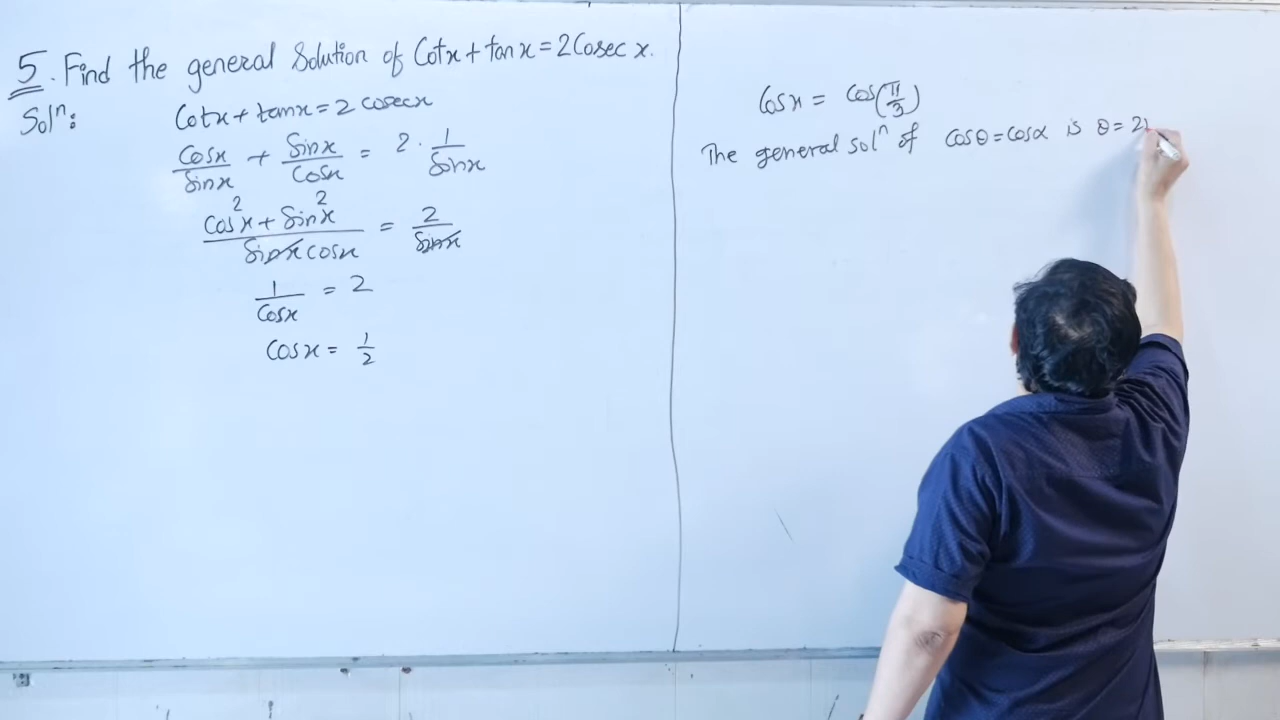 5. Find the general Solution of Cotx + tanx = 2Cosec x.
Solⁿ:
Cotx + tanx = 2 cosecx
Cosx/Sinx + Sinx/Cosx = 2 · 1/Sinx
(Cos²x + Sin²x)/(Sinx cosx) = 2/Sinx
1/Cosx = 2
Cosx = 1/2
Cosx = cos(π/3)
The general solⁿ of cosθ = cosα is θ = 2